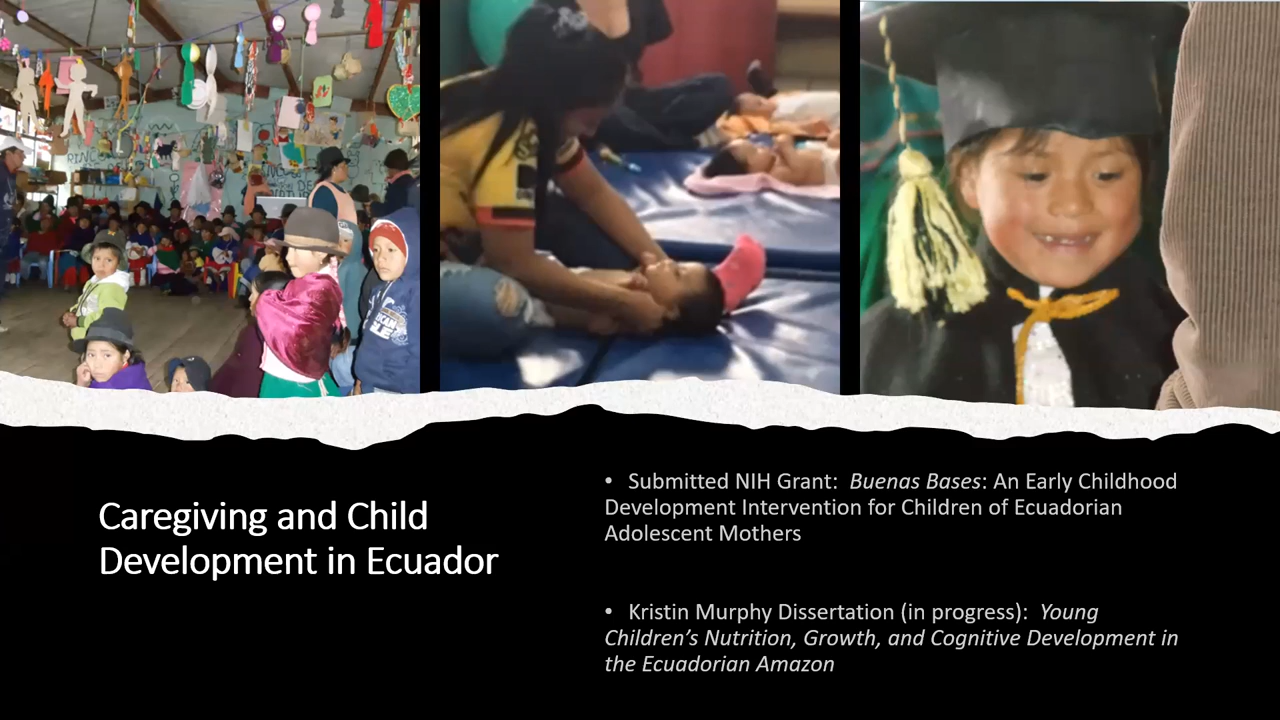 RINCON
Caregiving and Child
Development in Ecuador
• Submitted NIH Grant: Buenas Bases: An Early Childhood
Development Intervention for Children of Ecuadorian
Adolescent Mothers
• Kristin Murphy Dissertation (in progress): Young
Children's Nutrition, Growth, and Cognitive Development in
the Ecuadorian Amazon